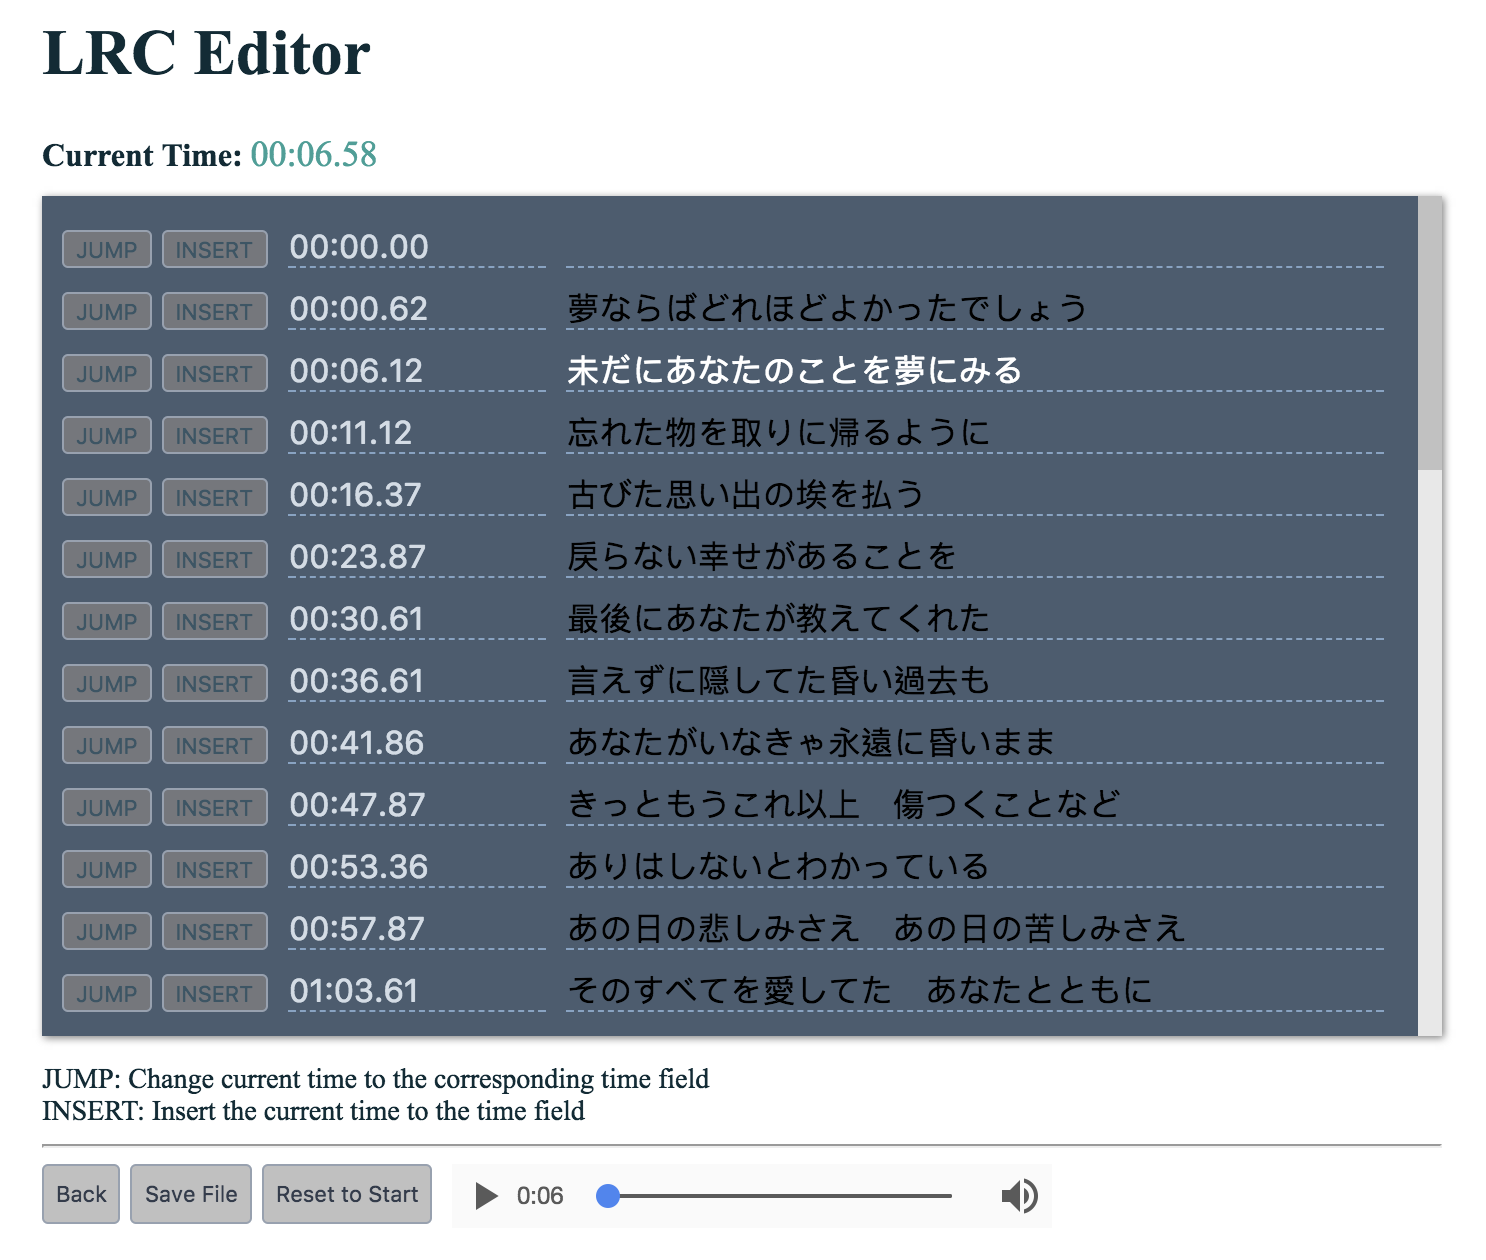 LRC Editor
Current Time: 00:06.58
JUMP INSERT 00:00.00
JUMP INSERT 00:00.62 夢ならばどれほどよかったでしょう
JUMP INSERT 00:06.12 未だにあなたのことを夢にみる
JUMP INSERT 00:11.12 忘れた物を取りに帰るように
JUMP INSERT 00:16.37 古びた思い出の埃を払う
JUMP INSERT 00:23.87 戻らない幸せがあることを
JUMP INSERT 00:30.61 最後にあなたが教えてくれた
JUMP INSERT 00:36.61 言えずに隠してた昏い過去も
JUMP INSERT 00:41.86 あなたがいなきゃ永遠に昏いまま
JUMP INSERT 00:47.87 きっともうこれ以上　傷つくことなど
JUMP INSERT 00:53.36 ありはしないとわかっている
JUMP INSERT 00:57.87 あの日の悲しみさえ　あの日の苦しみさえ
JUMP INSERT 01:03.61 そのすべてを愛してた　あなたとともに
JUMP: Change current time to the corresponding time field
INSERT: Insert the current time to the time field
Back Save File Reset to Start 0:06